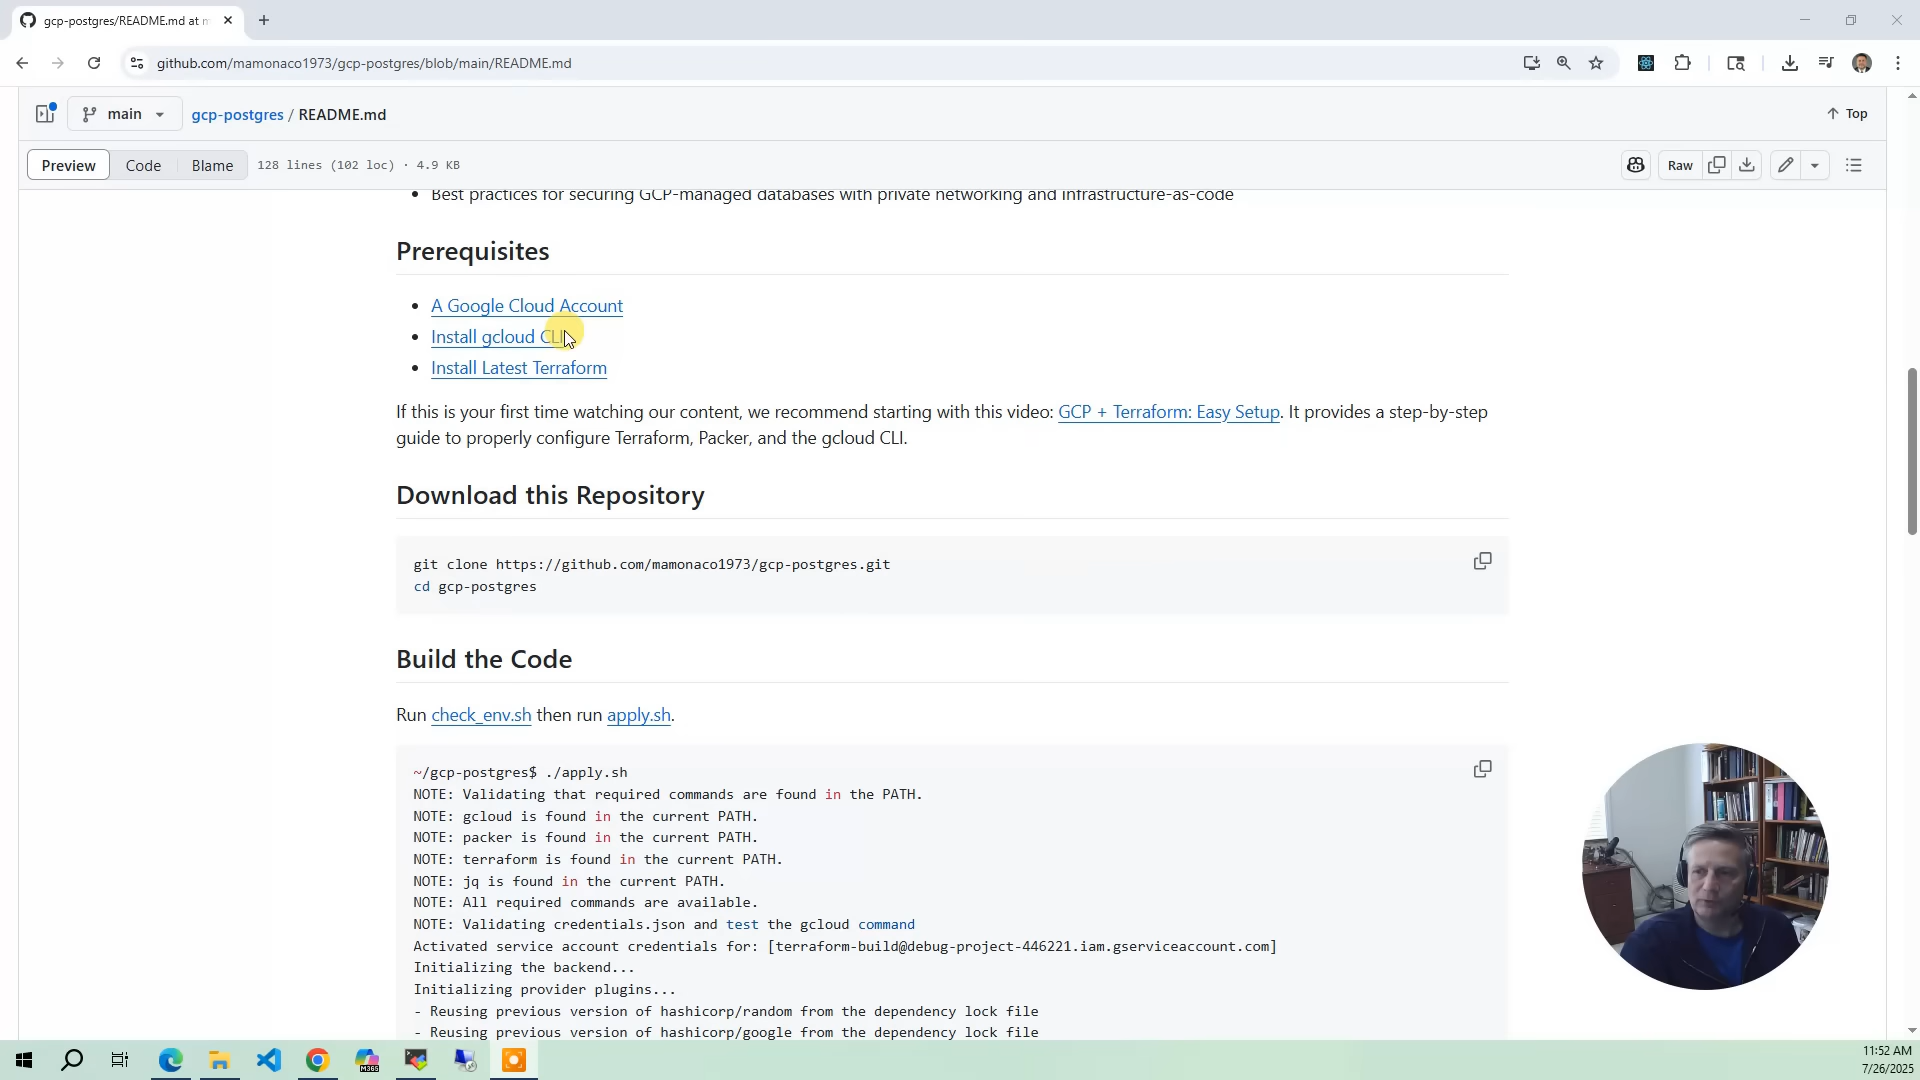 gcp-postgres/README.md at m
github.com/mamonaco1973/gcp-postgres/blob/main/README.md
main
gcp-postgres / README.md
Top
Preview
Code
Blame
128 lines (102 loc) · 4.9 KB
Raw
• Best practices for securing GCP-managed databases with private networking and infrastructure-as-code
Prerequisites
• A Google Cloud Account
• Install gcloud CLI
• Install Latest Terraform
If this is your first time watching our content, we recommend starting with this video: GCP + Terraform: Easy Setup. It provides a step-by-step
guide to properly configure Terraform, Packer, and the gcloud CLI.
Download this Repository
git clone https://github.com/mamonaco1973/gcp-postgres.git
cd gcp-postgres
Build the Code
Run check_env.sh then run apply.sh.
~/gcp-postgres$ ./apply.sh
NOTE: Validating that required commands are found in the PATH.
NOTE: gcloud is found in the current PATH.
NOTE: packer is found in the current PATH.
NOTE: terraform is found in the current PATH.
NOTE: jq is found in the current PATH.
NOTE: All required commands are available.
NOTE: Validating credentials.json and test the gcloud command
Activated service account credentials for: [terraform-build@debug-project-446221.iam.gserviceaccount.com]
Initializing the backend...
Initializing provider plugins...
- Reusing previous version of hashicorp/random from the dependency lock file
- Reusing previous version of hashicorp/google from the dependency lock file
M365
11:52 AM
7/26/2025